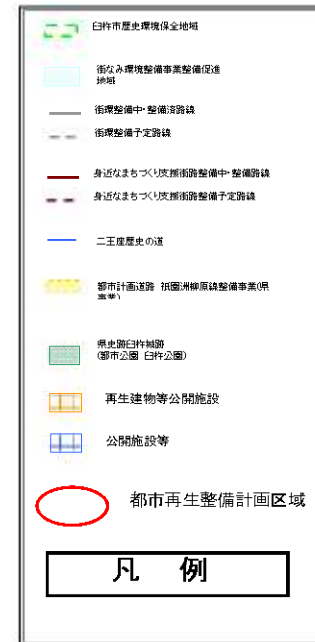 臼杵市歴史環境保全地域
街なみ環境整備事業整備促進
地域
街環整備中・整備済路線
街環整備予定路線
身近なまちづくり支援街路整備中・整備路線
身近なまちづくり支援街路整備予定路線
二王座歴史の道
都市計画道路 祇園洲柳原線整備事業(県
事業)
県史跡臼杵城跡
(都市公園 臼杵公園)
再生建物等公開施設
公開施設等
都市再生整備計画区域
凡 例